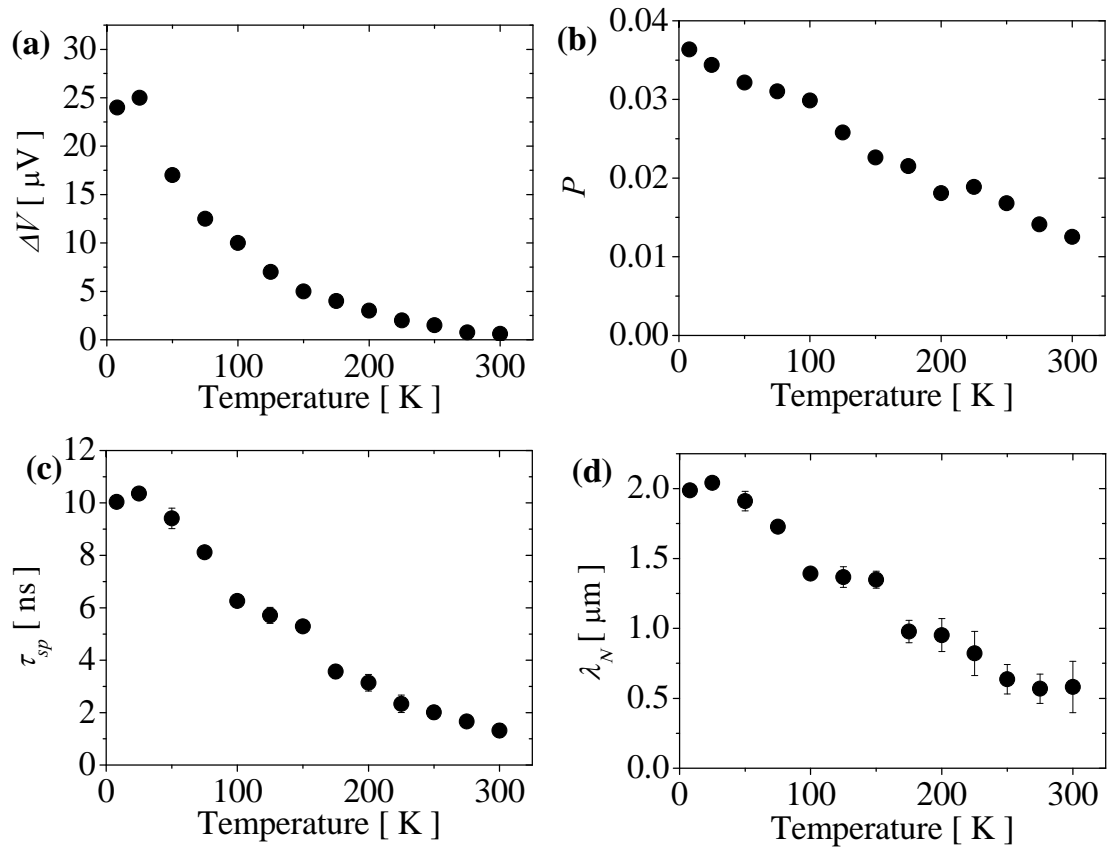 (a)
30
25
20
15
10
5
0
ΔV [ μV ]
0 100 200 300
Temperature [ K ]
(b)
0.04
0.03
0.02
0.01
0.00
P
0 100 200 300
Temperature [ K ]
(c)
12
10
8
6
4
2
0
τsp [ ns ]
0 100 200 300
Temperature [ K ]
(d)
2.0
1.5
1.0
0.5
0.0
λN [ μm ]
0 100 200 300
Temperature [ K ]